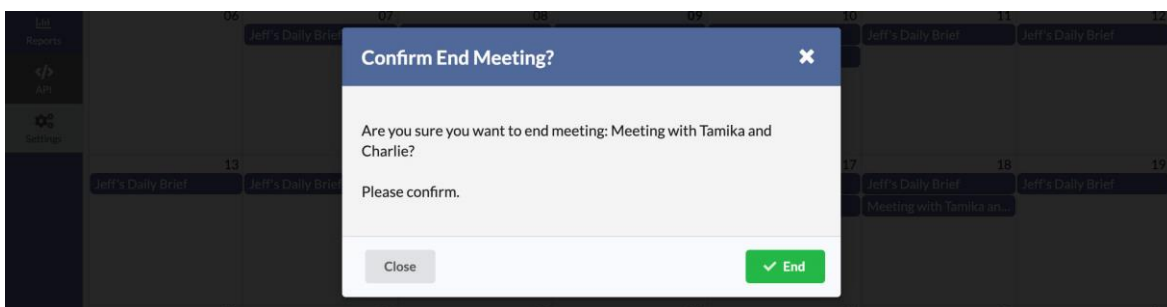 06
07
08
09
10
11
12
Reports
Jeff's Daily Brief
Jeff's Daily Brief
Jeff's Daily Brief
</>
API
Settings
Confirm End Meeting?
Are you sure you want to end meeting: Meeting with Tamika and
Charlie?
Please confirm.
Close
End
13
17
18
19
Jeff's Daily Brief
Jeff's Daily Brief
Jeff's Daily Brief
Jeff's Daily Brief
Meeting with Tamika an...